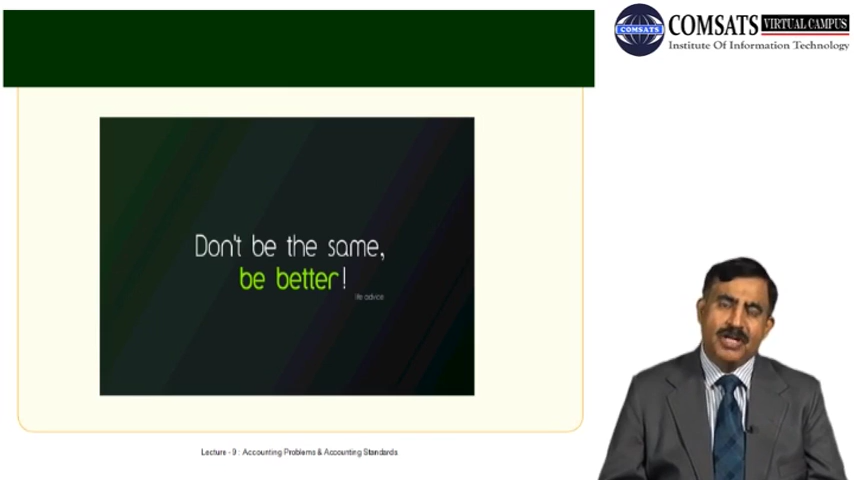 COMSATS VIRTUAL CAMPUS
COMSATS
Institute Of Information Technology
Don't be the same,
be better!
life advice
Lecture - 9 : Accounting Problems & Accounting Standards